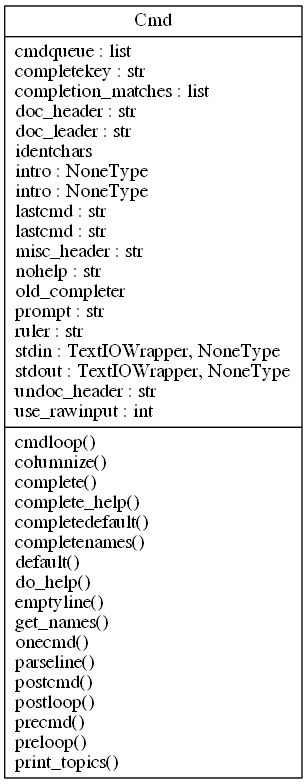 Cmd
cmdqueue : list
completekey : str
completion_matches : list
doc_header : str
doc_leader : str
identchars
intro : NoneType
intro : NoneType
lastcmd : str
lastcmd : str
misc_header : str
nohelp : str
old_completer
prompt : str
ruler : str
stdin : TextIOWrapper, NoneType
stdout : TextIOWrapper, NoneType
undoc_header : str
use_rawinput : int
cmdloop()
columnize()
complete()
complete_help()
completedefault()
completenames()
default()
do_help()
emptyline()
get_names()
onecmd()
parseline()
postcmd()
postloop()
precmd()
preloop()
print_topics()